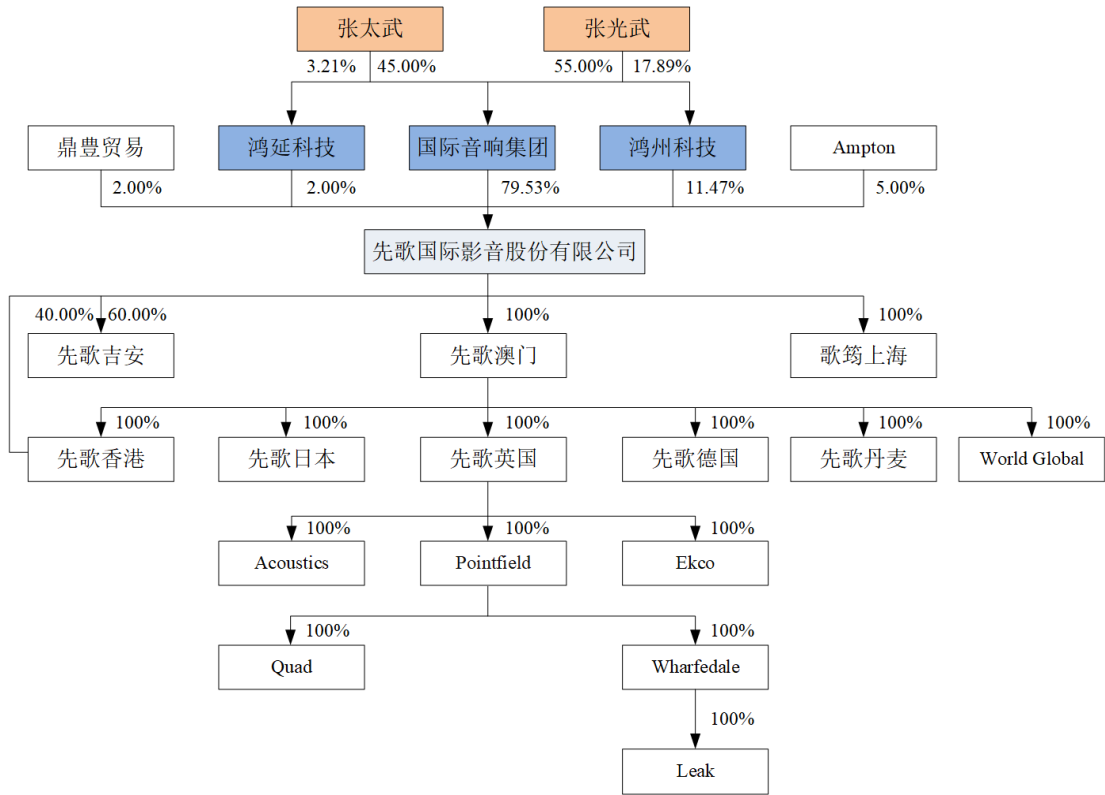 张太武
张光武
3.21%
45.00%
55.00%
17.89%
鼎豊贸易
鸿延科技
国际音响集团
鸿州科技
Ampton
2.00%
2.00%
79.53%
11.47%
5.00%
先歌国际影音股份有限公司
40.00%
60.00%
100%
100%
先歌吉安
先歌澳门
歌筠上海
100%
100%
100%
100%
100%
100%
先歌香港
先歌日本
先歌英国
先歌德国
先歌丹麦
World Global
100%
100%
100%
Acoustics
Pointfield
Ekco
100%
100%
Quad
Wharfedale
100%
Leak